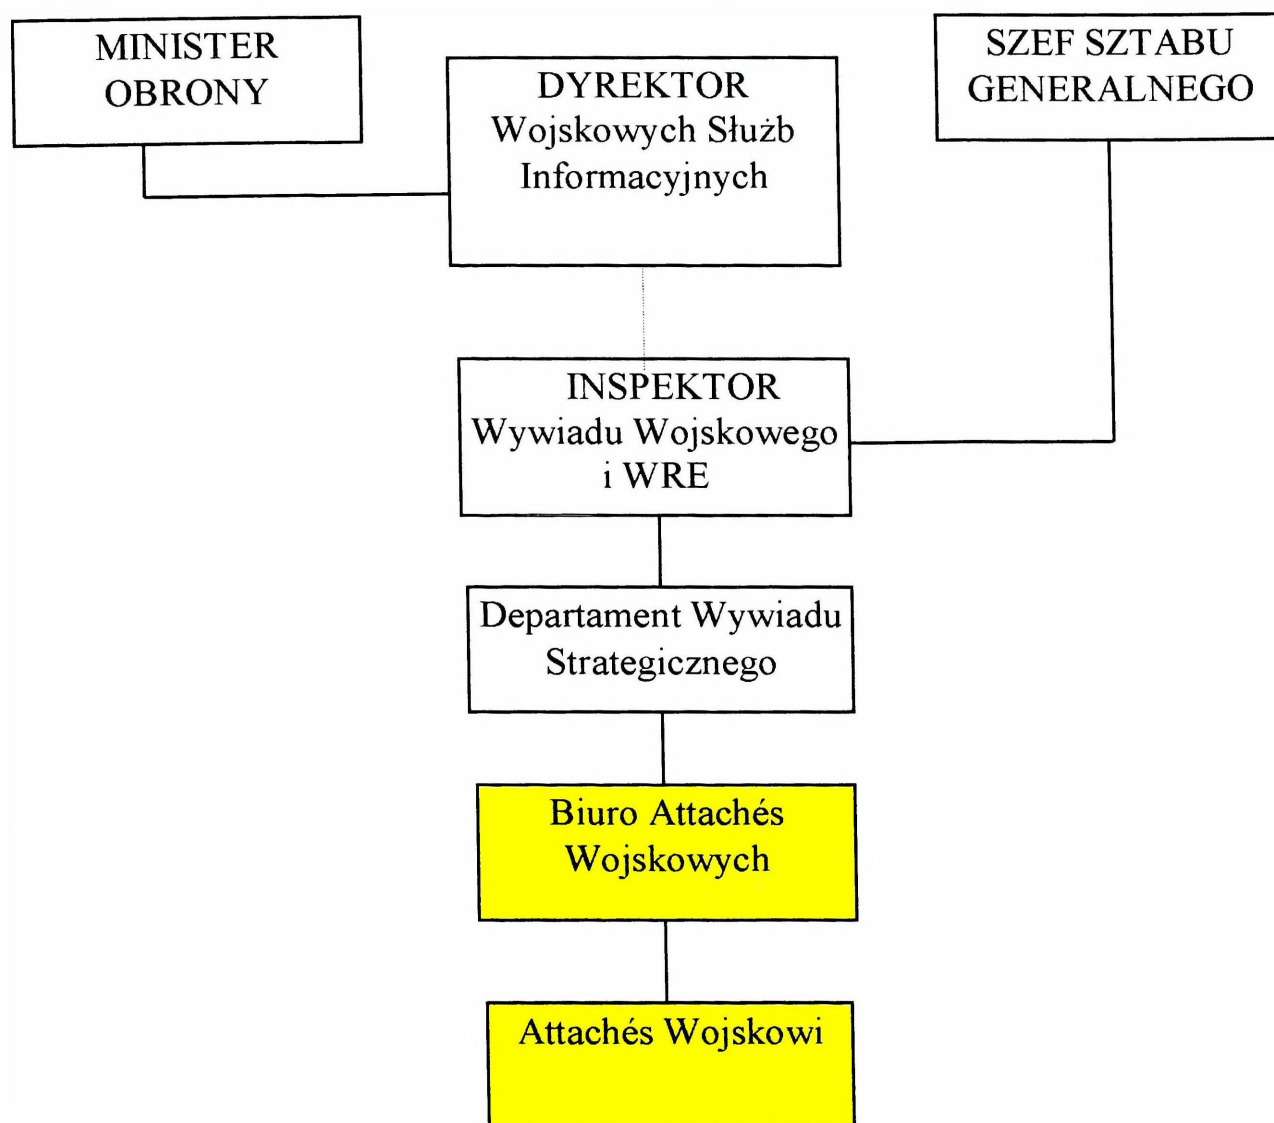 MINISTER
OBRONY
DYREKTOR
Wojskowych Służb
Informacyjnych
SZEF SZTABU
GENERALNEGO
INSPEKTOR
Wywiadu Wojskowego
i WRE
Departament Wywiadu
Strategicznego
Biuro Attachés
Wojskowych
Attachés Wojskowi